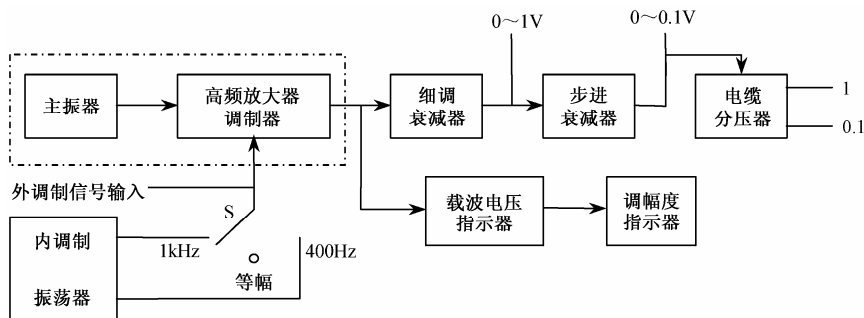 0～1V
0～0.1V
主振器
高频放大器
调制器
细调
衰减器
步进
衰减器
电缆
分压器
1
0.1
外调制信号输入
S
载波电压
指示器
调幅度
指示器
内调制
振荡器
1kHz
400Hz
等幅